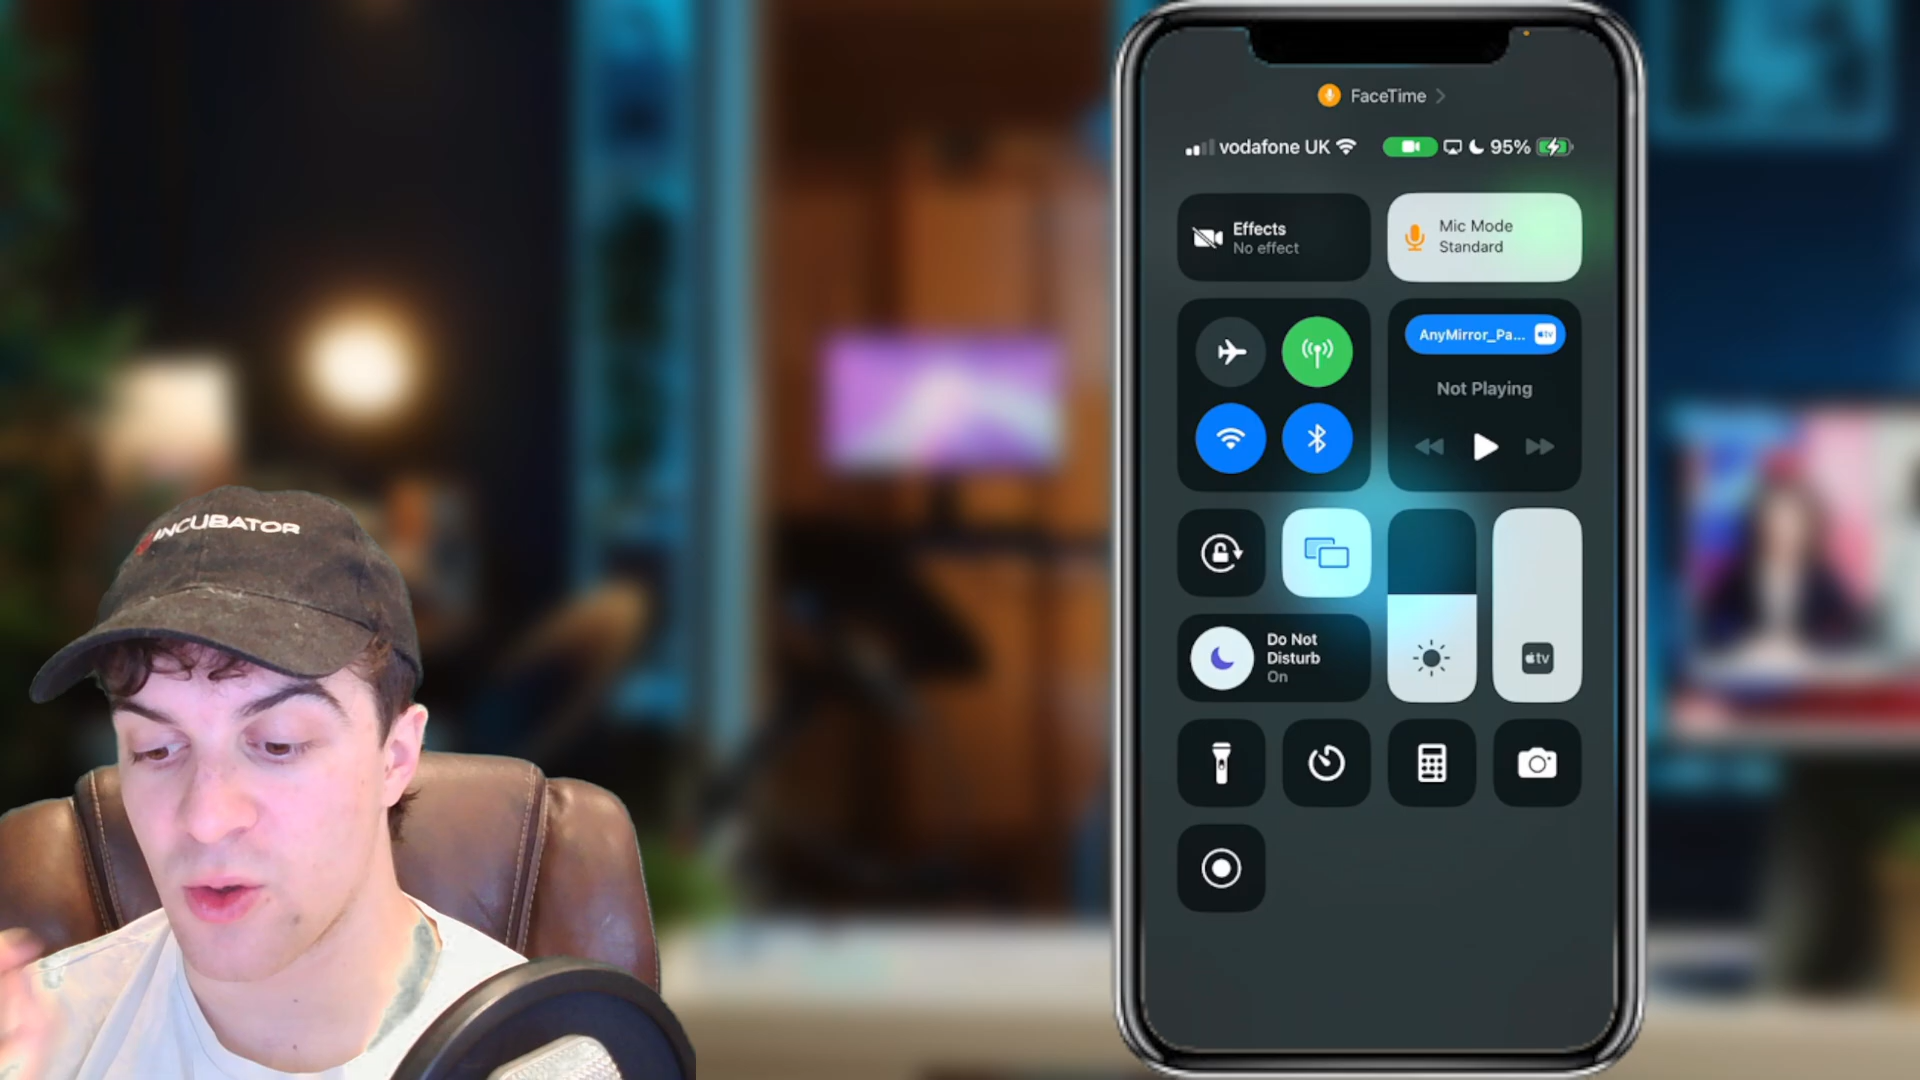 INCUBATOR
FaceTime
vodafone UK
95%
Effects
No effect
Mic Mode
Standard
AnyMirror_Pa...
tv
Not Playing
Do Not
Disturb
On
tv